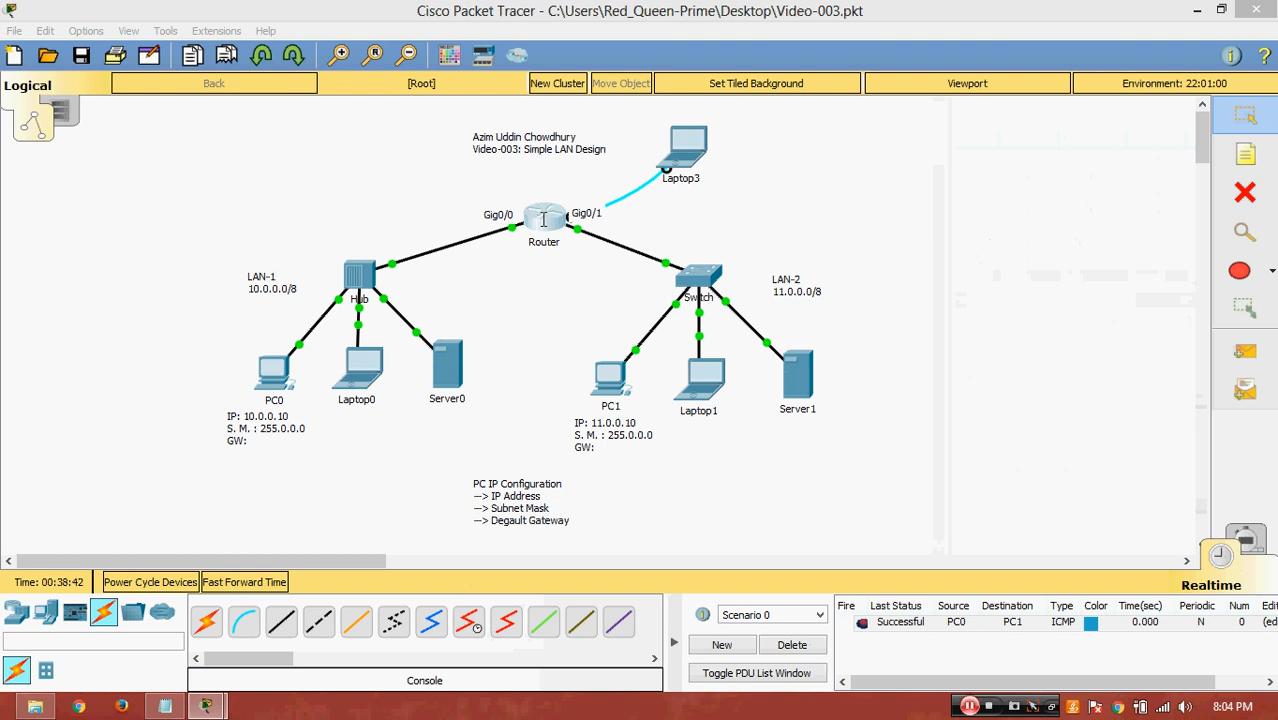 Cisco Packet Tracer - C:\Users\Red_Queen-Prime\Desktop\Video-003.pkt
File Edit Options View Tools Extensions Help
Logical
Back
[Root]
New Cluster
Move Object
Set Tiled Background
Viewport
Environment: 22:01:00
Azim Uddin Chowdhury
Video-003: Simple LAN Design
Laptop3
Gig0/0
Gig0/1
Router
LAN-1
10.0.0.0/8
Hub
Switch
LAN-2
11.0.0.0/8
PC0
Laptop0
Server0
IP: 10.0.0.10
S. M. : 255.0.0.0
GW:
PC1
Laptop1
Server1
IP: 11.0.0.10
S. M. : 255.0.0.0
GW:
PC IP Configuration
--> IP Address
--> Subnet Mask
--> Degault Gateway
Time: 00:38:42
Power Cycle Devices
Fast Forward Time
Realtime
Scenario 0
New
Delete
Toggle PDU List Window
Fire Last Status Source Destination Type Color Time(sec) Periodic Num Edi
Successful PC0 PC1 ICMP 0.000 N 0 (ed
Console
8:04 PM